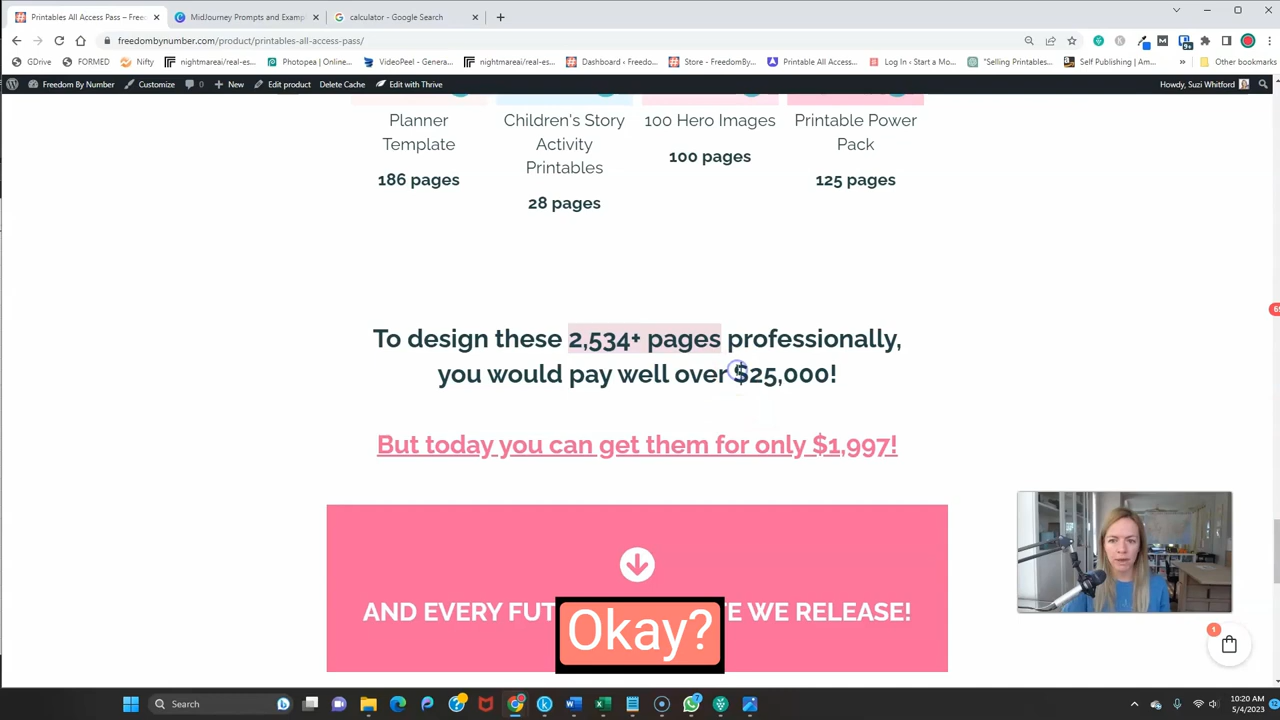 Printables All Access Pass – Free
MidJourney Prompts and Examp
calculator - Google Search
freedombynumber.com/product/printables-all-access-pass/
GDrive
FORMED
Nifty
nightmareai/real-es...
Photopea | Online...
VideoPeel - Genera...
nightmareai/real-es...
Dashboard ‹ Freedo...
Store - FreedomBy...
Printable All Access...
Log In ‹ Start a Mo...
"Selling Printables...
Self Publishing | Am...
»
Other bookmarks
Freedom By Number
Customize
0
New
Edit product
Delete Cache
Edit with Thrive
Howdy, Suzi Whitford
Planner
Template
186 pages
Children's Story
Activity
Printables
28 pages
100 Hero Images
100 pages
Printable Power
Pack
125 pages
To design these 2,534+ pages professionally,
you would pay well over $25,000!
But today you can get them for only $1,997!
AND EVERY FUT
E WE RELEASE!
Okay?
1
Search
10:20 AM
5/4/2023